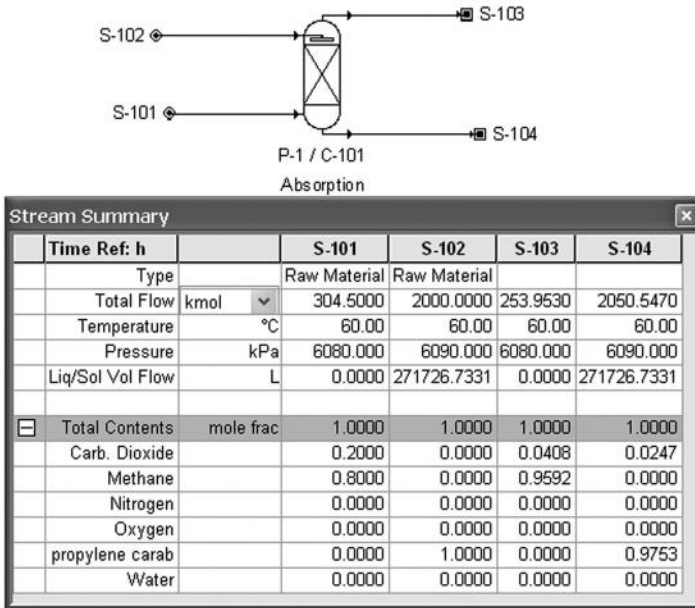 S-103
S-102
S-101
S-104
P-1 / C-101
Absorption
Stream Summary
Time Ref: h S-101 S-102 S-103 S-104
Type Raw Material Raw Material
Total Flow kmol 304.5000 2000.0000 253.9530 2050.5470
Temperature °C 60.00 60.00 60.00 60.00
Pressure kPa 6080.000 6090.000 6080.000 6090.000
Liq/Sol Vol Flow L 0.0000 271726.7331 0.0000 271726.7331
Total Contents mole frac 1.0000 1.0000 1.0000 1.0000
Carb. Dioxide 0.2000 0.0000 0.0408 0.0247
Methane 0.8000 0.0000 0.9592 0.0000
Nitrogen 0.0000 0.0000 0.0000 0.0000
Oxygen 0.0000 0.0000 0.0000 0.0000
propylene carab 0.0000 1.0000 0.0000 0.9753
Water 0.0000 0.0000 0.0000 0.0000